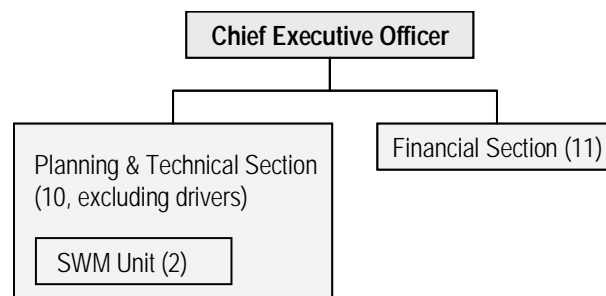 Chief Executive Officer
Planning & Technical Section
(10, excluding drivers)
SWM Unit (2)
Financial Section (11)